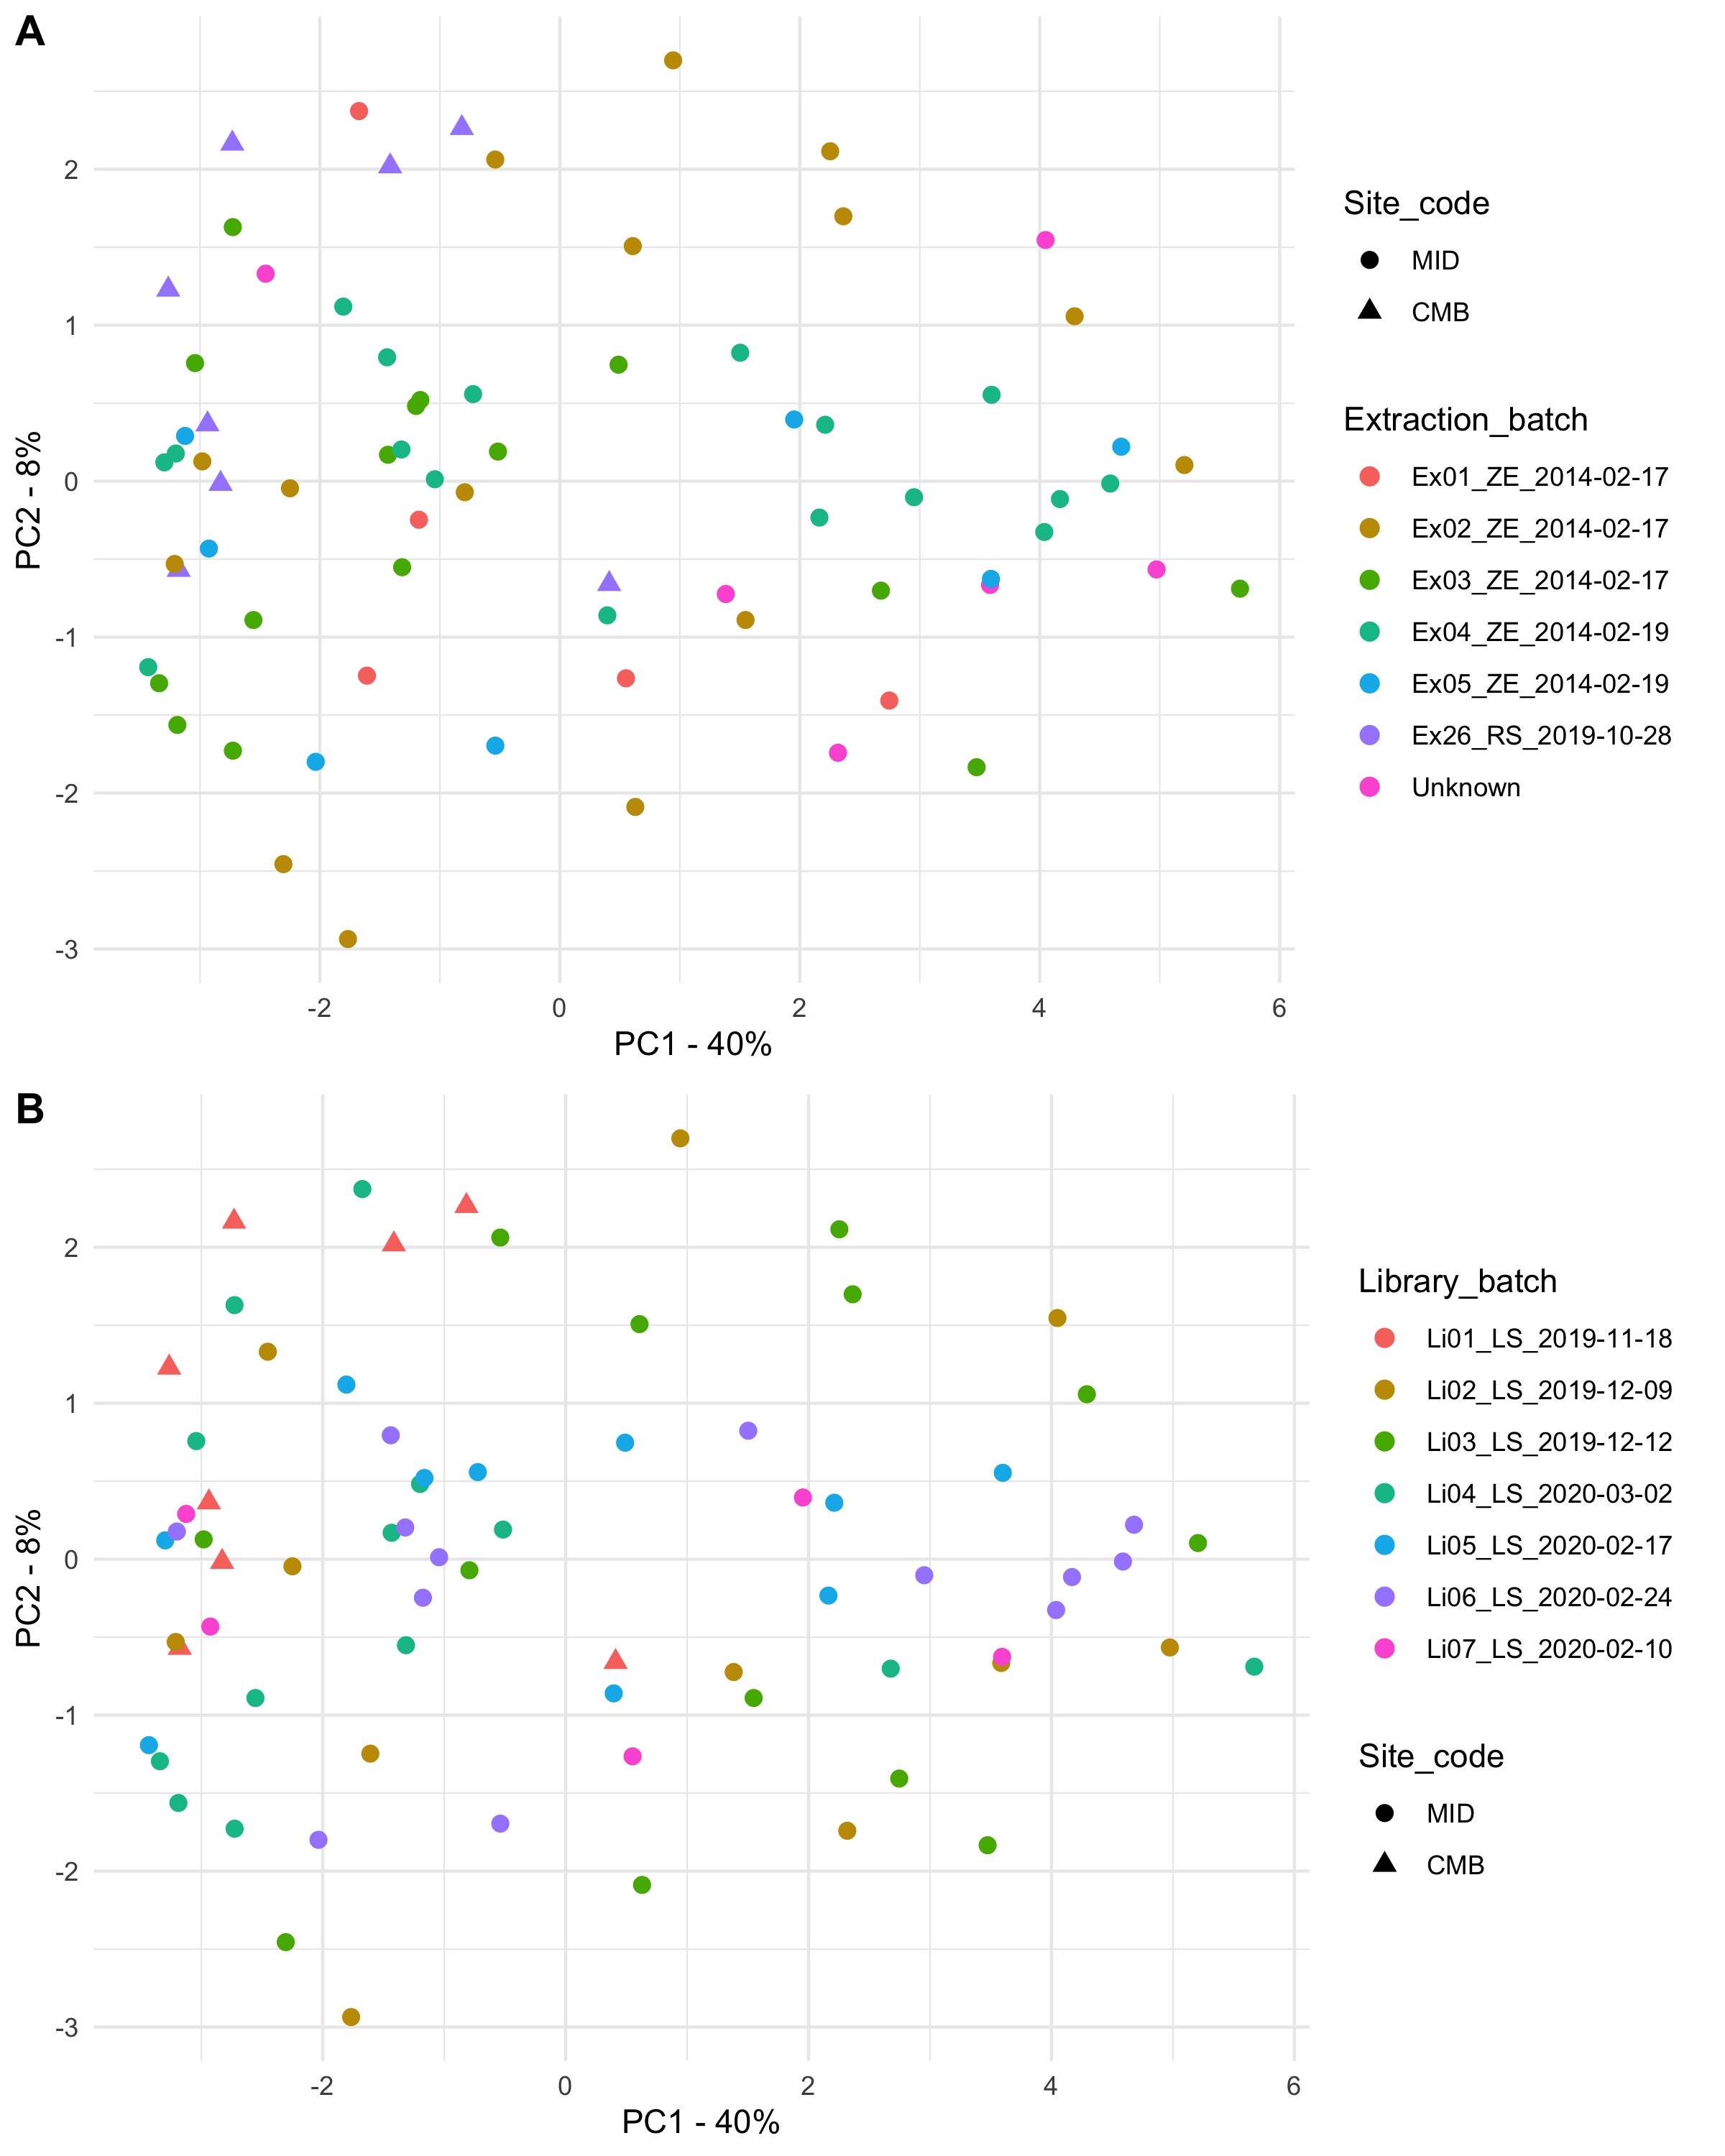 A
2
1
0
-1
-2
-3
PC2 - 8%
-2
0
2
4
6
PC1 - 40%
Site_code
MID
CMB
Extraction_batch
Ex01_ZE_2014-02-17
Ex02_ZE_2014-02-17
Ex03_ZE_2014-02-17
Ex04_ZE_2014-02-19
Ex05_ZE_2014-02-19
Ex26_RS_2019-10-28
Unknown
B
2
1
0
-1
-2
-3
PC2 - 8%
-2
0
2
4
6
PC1 - 40%
Library_batch
Li01_LS_2019-11-18
Li02_LS_2019-12-09
Li03_LS_2019-12-12
Li04_LS_2020-03-02
Li05_LS_2020-02-17
Li06_LS_2020-02-24
Li07_LS_2020-02-10
Site_code
MID
CMB